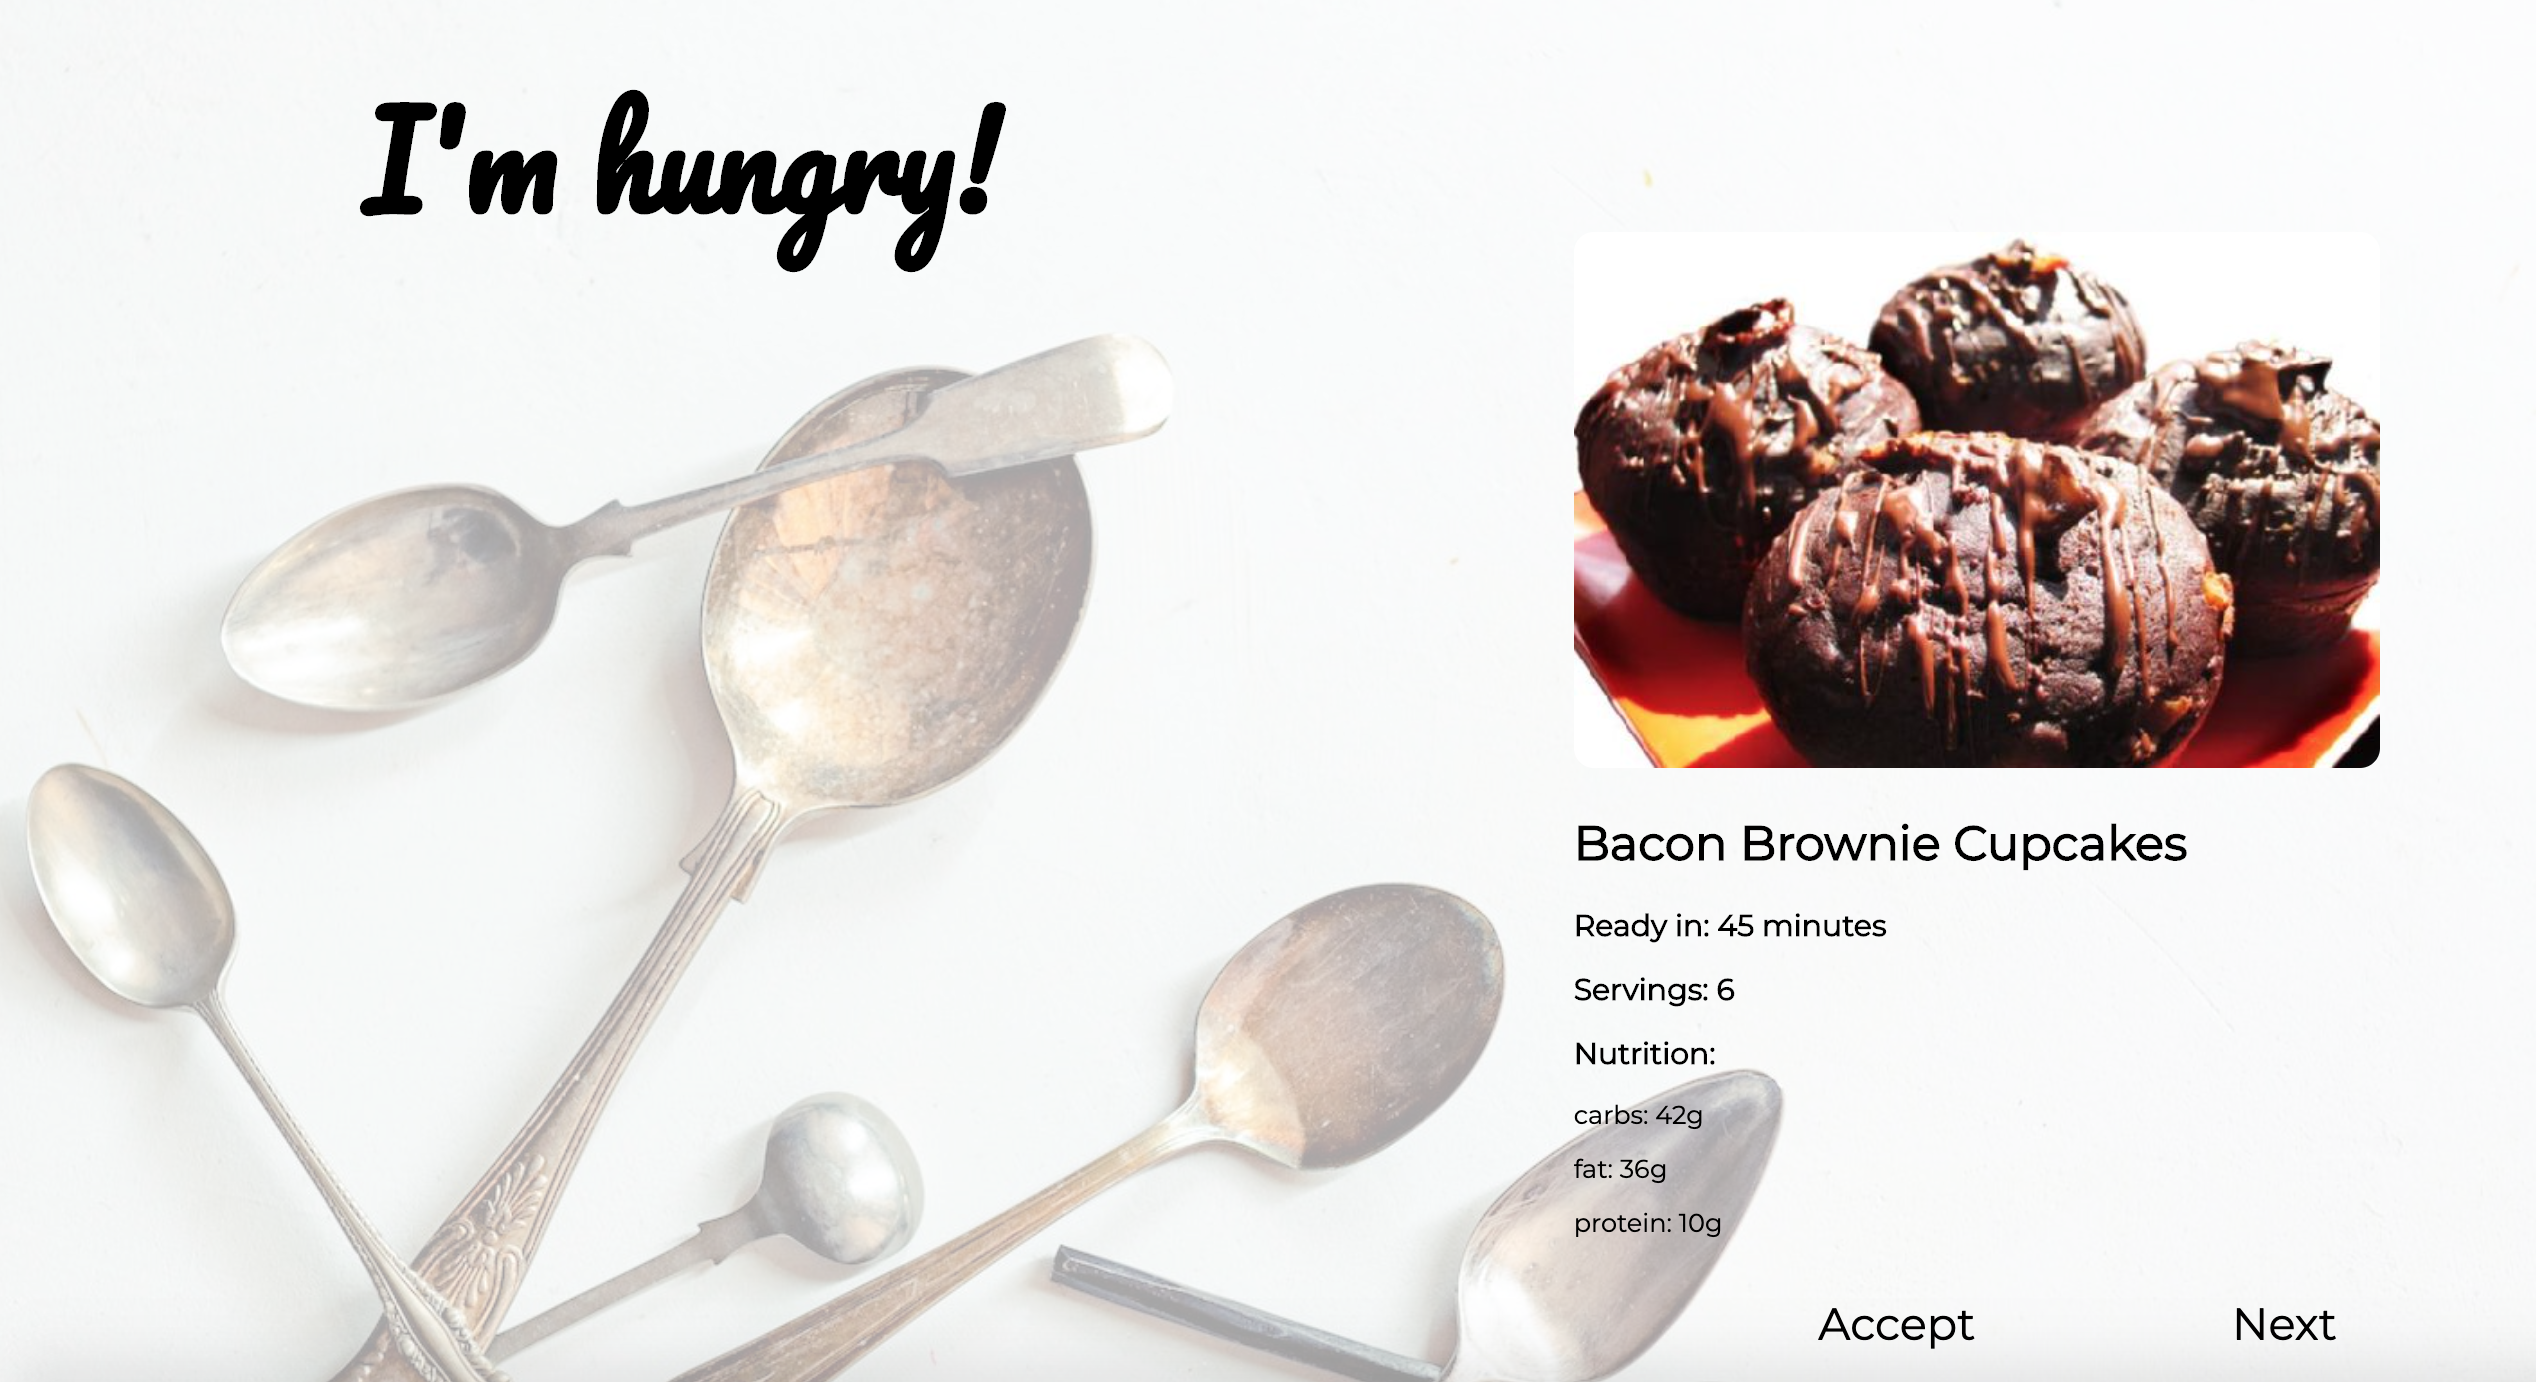 I'm hungry!
Bacon Brownie Cupcakes
Ready in: 45 minutes
Servings: 6
Nutrition:
carbs: 42g
fat: 36g
protein: 10g
Accept Next